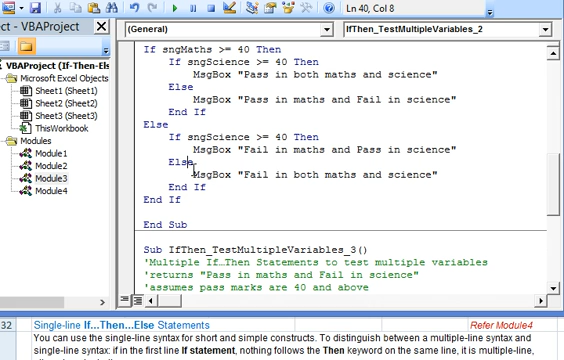 Ln 40, Col 8
ct - VBAProject
(General)
IfThen_TestMultipleVariables_2
VBAProject (If-Then-Els
Microsoft Excel Objects
Sheet1 (Sheet1)
Sheet2 (Sheet2)
Sheet3 (Sheet3)
ThisWorkbook
Modules
Module1
Module2
Module3
Module4
If sngMaths >= 40 Then
If sngScience >= 40 Then
MsgBox "Pass in both maths and science"
Else
MsgBox "Pass in maths and Fail in science"
End If
Else
If sngScience >= 40 Then
MsgBox "Fail in maths and Pass in science"
Else
MsgBox "Fail in both maths and science"
End If
End If
End Sub
Sub IfThen_TestMultipleVariables_3()
'Multiple If…Then Statements to test multiple variables
'returns "Pass in maths and Fail in science"
'assumes pass marks are 40 and above
32 Single-line If...Then...Else Statements Refer Module4
You can use the single-line syntax for short and simple constructs. To distinguish between a multiple-line syntax and
single-line syntax: if in the first line If statement, nothing follows the Then keyword on the same line, it is multiple-line,